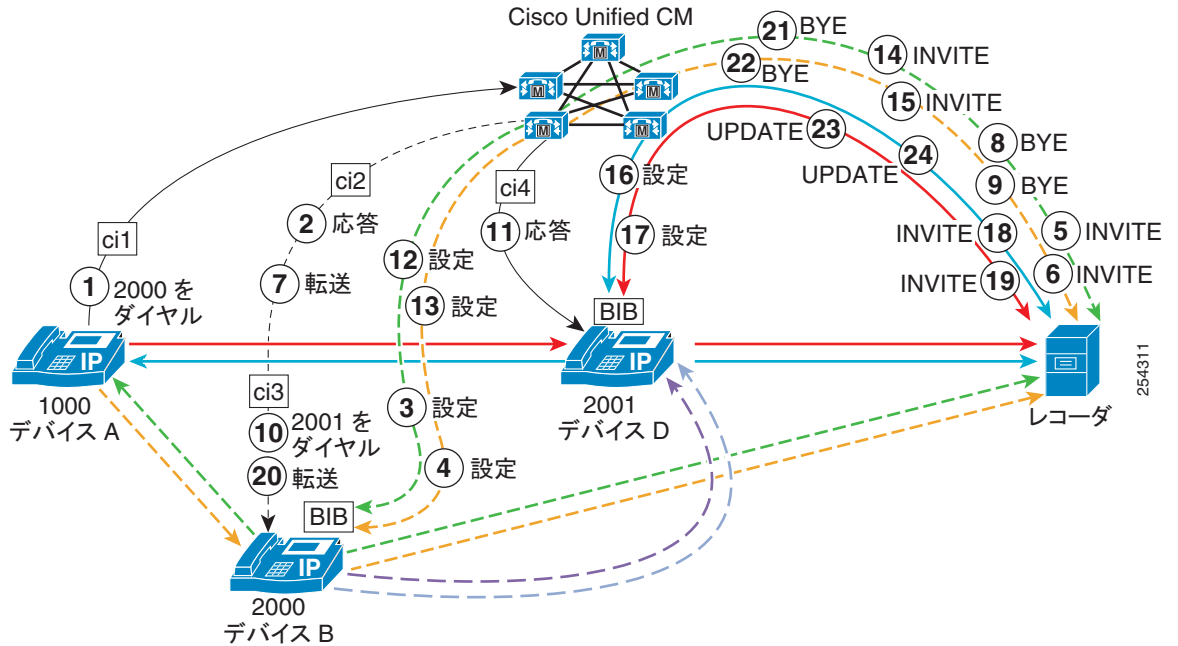 Cisco Unified CM
21 BYE
22 BYE
14 INVITE
15 INVITE
UPDATE 23
UPDATE 24
8 BYE
9 BYE
ci2
2 応答
ci4
11 応答
16 設定
17 設定
INVITE 18
INVITE 19
5 INVITE
6 INVITE
ci1
1 2000 を
ダイヤル
7 転送
12 設定
13 設定
BIB
IP
IP
1000
デバイス A
2001
デバイス D
レコーダ
254311
ci3
10 2001 を
ダイヤル
20 転送
3 設定
4 設定
BIB
IP
2000
デバイス B
M
M
M
M
M